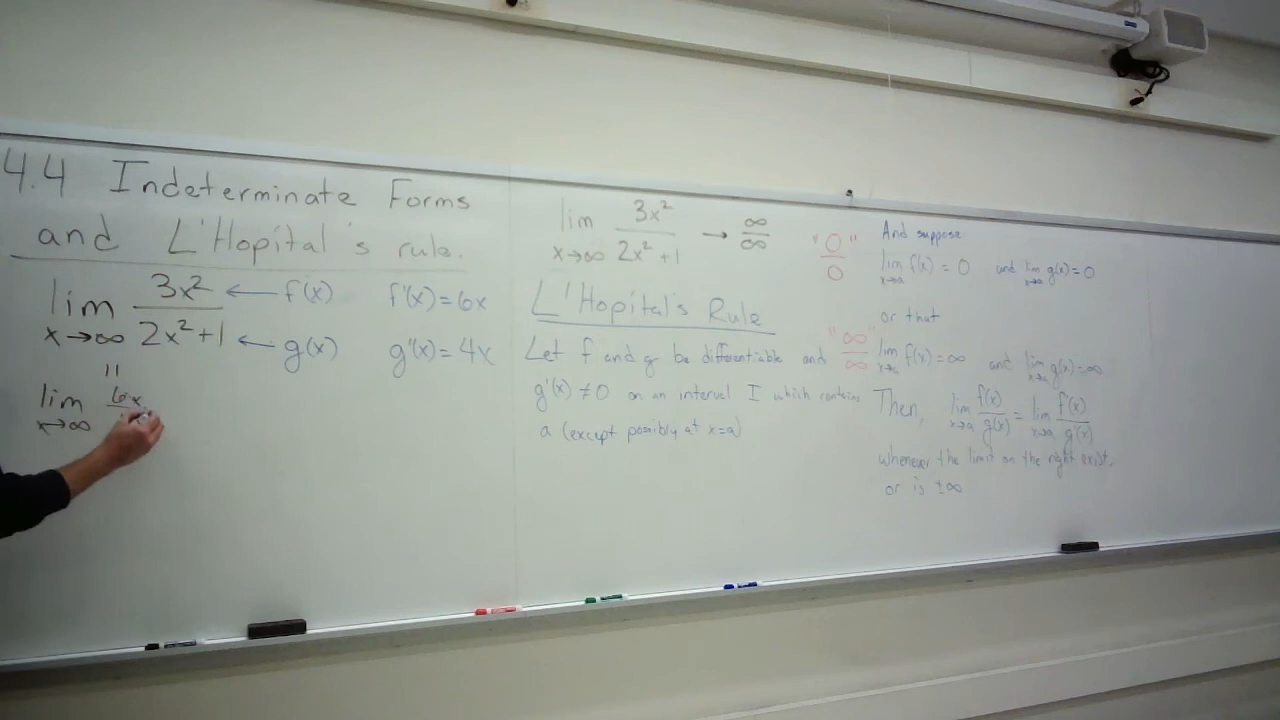 4.4 Indeterminate Forms
and L'Hopital's rule.
lim x→∞ 3x²/2x²+1 ← f(x) f'(x)=6x
← g(x) g'(x)=4x
||
lim x→∞ 6x
lim x→∞ 3x²/2x²+1 → ∞/∞
L'Hopital's Rule
Let f and g be differentiable and
g'(x) ≠ 0 on an interval I which contains
a (except possibly at x=a)
"0/0" And suppose
lim x→a f(x) = 0 and lim x→a g(x) = 0
or that
"∞/∞" lim x→a f(x) = ∞ and lim x→a g(x) = ∞
Then, lim x→a f(x)/g(x) = lim x→a f'(x)/g'(x)
whenever the limit on the right exist.
or is ±∞